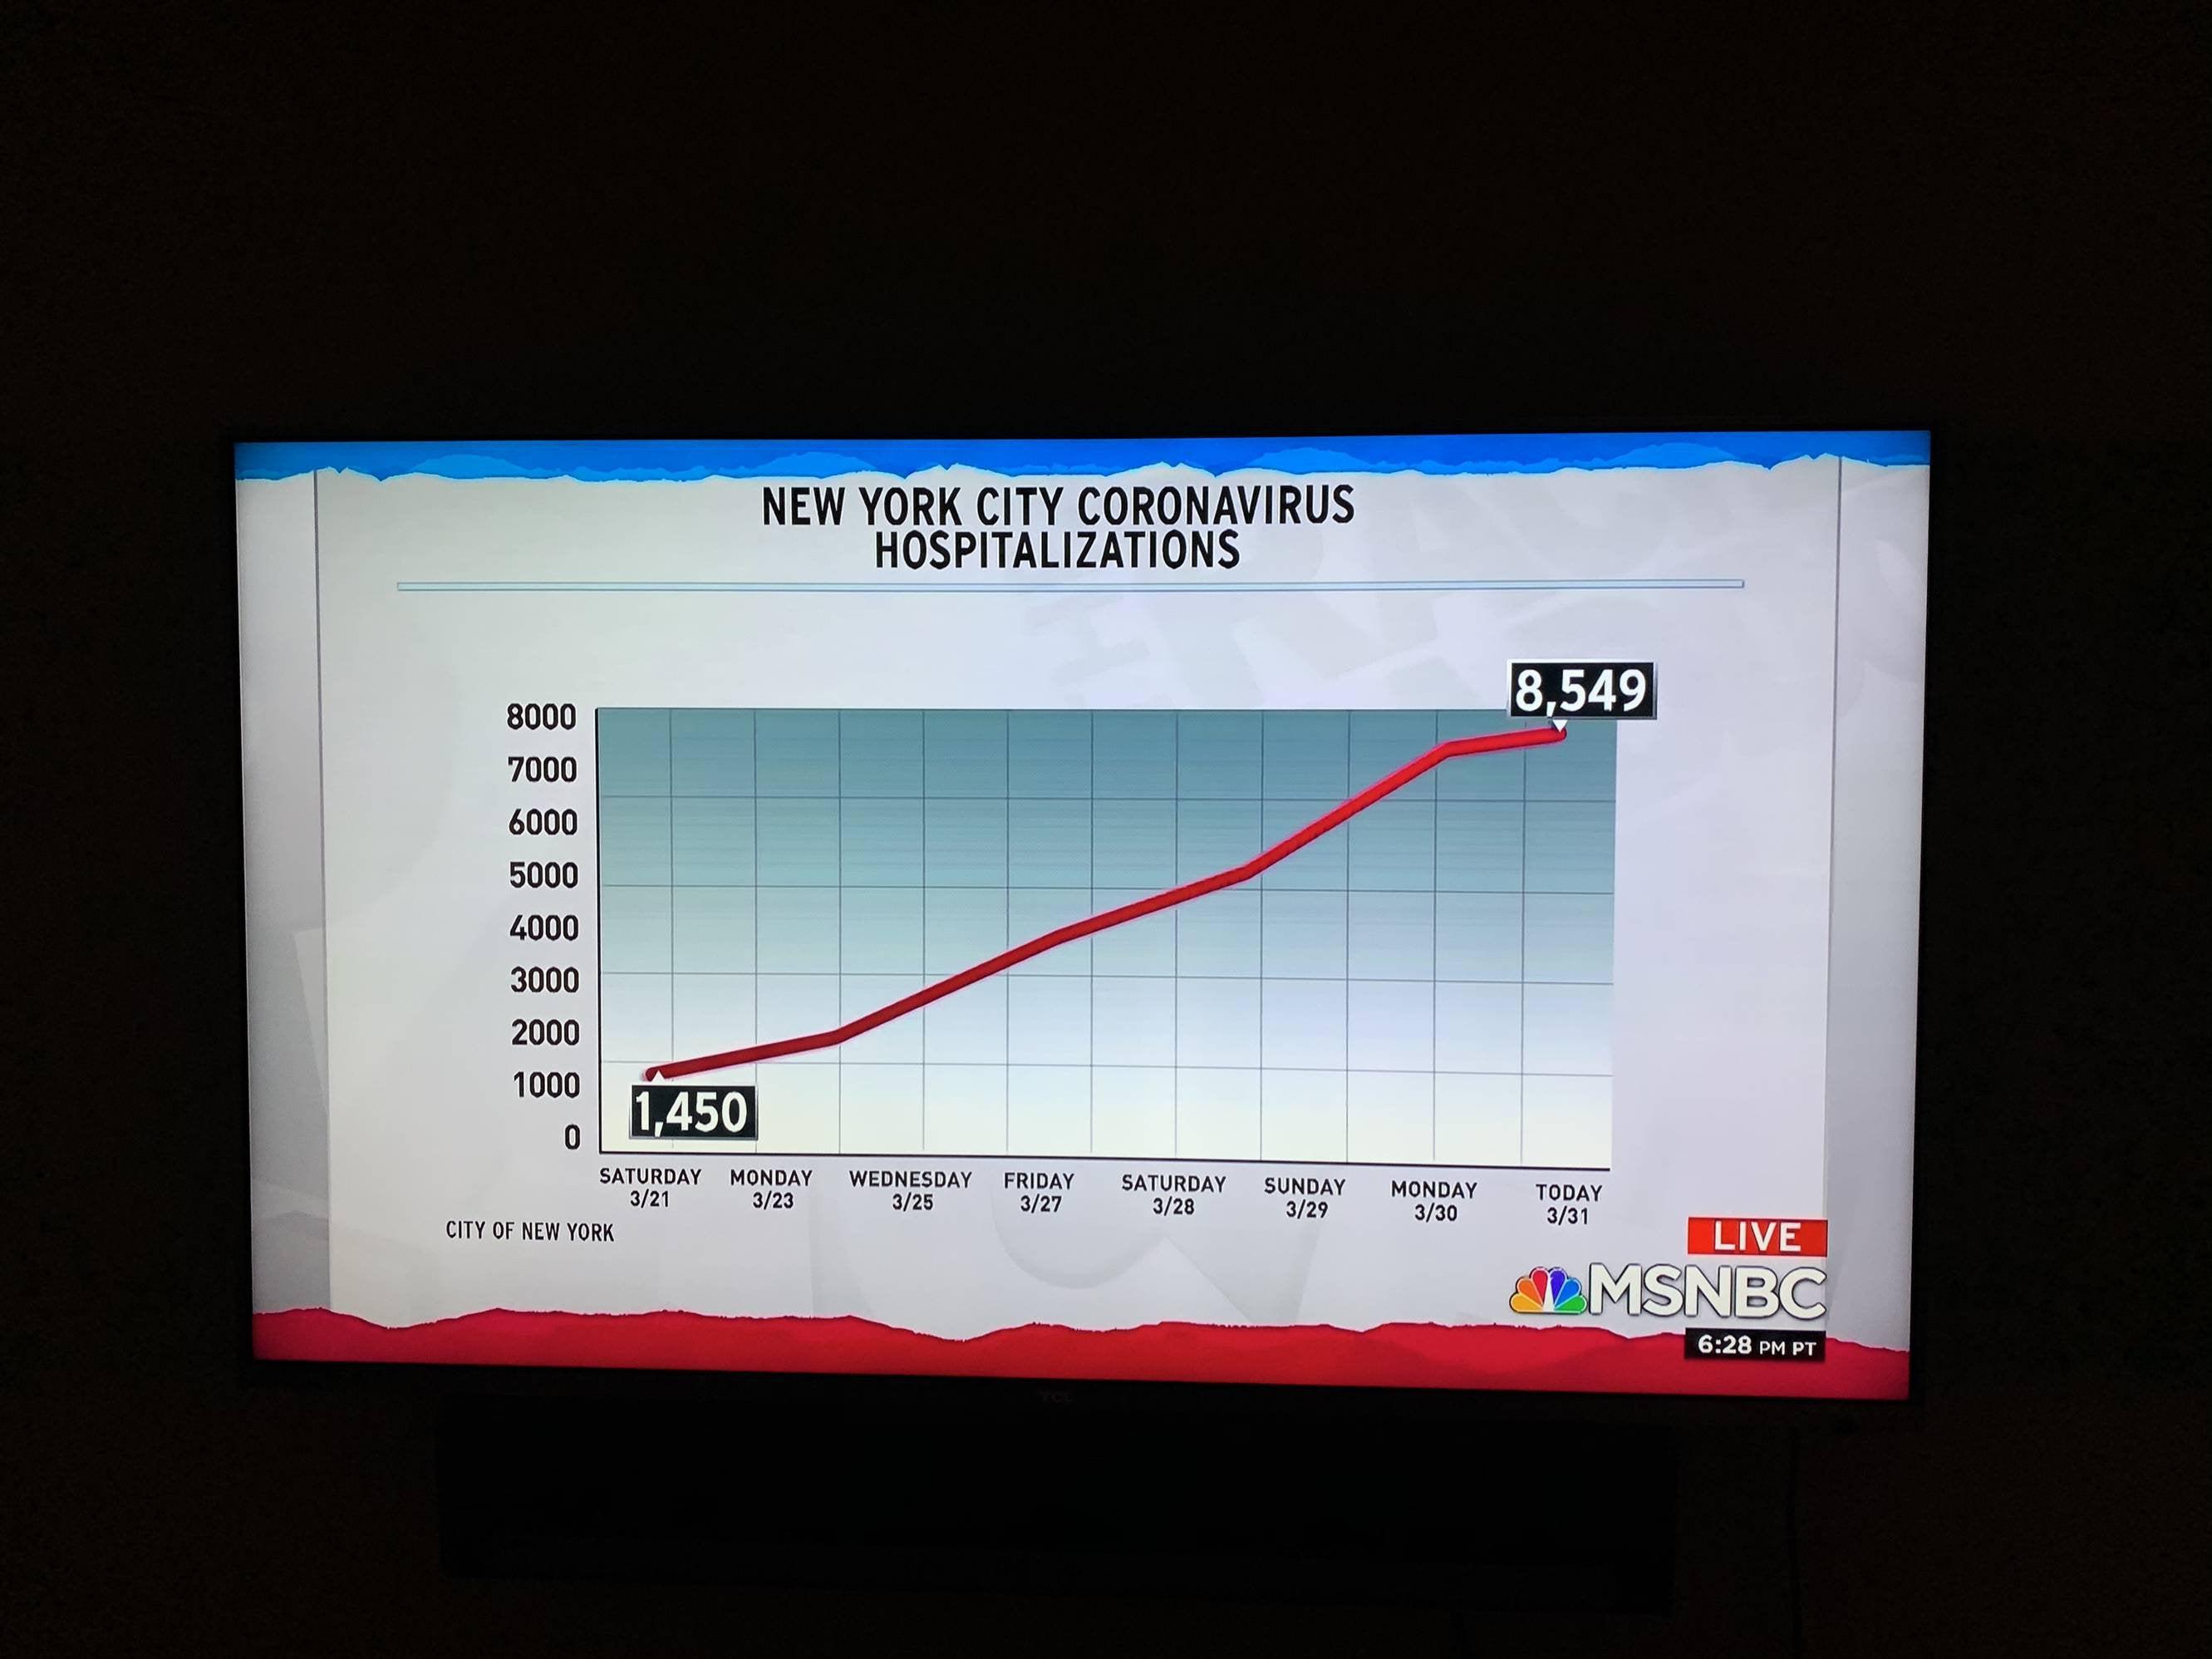 NEW YORK CITY CORONAVIRUS
HOSPITALIZATIONS
8,549
8000
7000
6000
5000
4000
3000
2000
1000
0
1,450
SATURDAY 3/21
MONDAY 3/23
WEDNESDAY 3/25
FRIDAY 3/27
SATURDAY 3/28
SUNDAY 3/29
MONDAY 3/30
TODAY 3/31
CITY OF NEW YORK
LIVE
MSNBC
6:28 PM PT
TCL